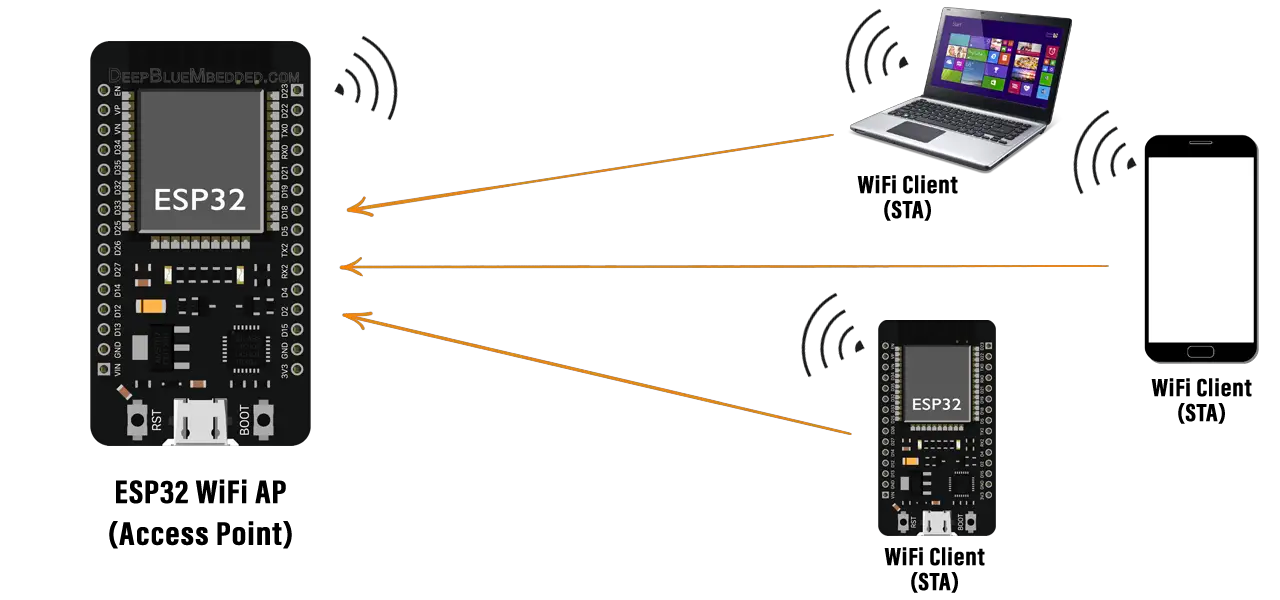 DeepBlueMbedded.com
EN
VP
VN
D34
D35
D32
D33
D25
D26
D27
D14
D12
D13
GND
VIN
D23
D22
TX0
RX0
D21
D19
D18
D5
TX2
RX2
D4
D2
D15
GND
3V3
ESP32
RST
BOOT
ESP32 WiFi AP
(Access Point)
WiFi Client
(STA)
WiFi Client
(STA)
ESP32
RST
BOOT
WiFi Client
(STA)